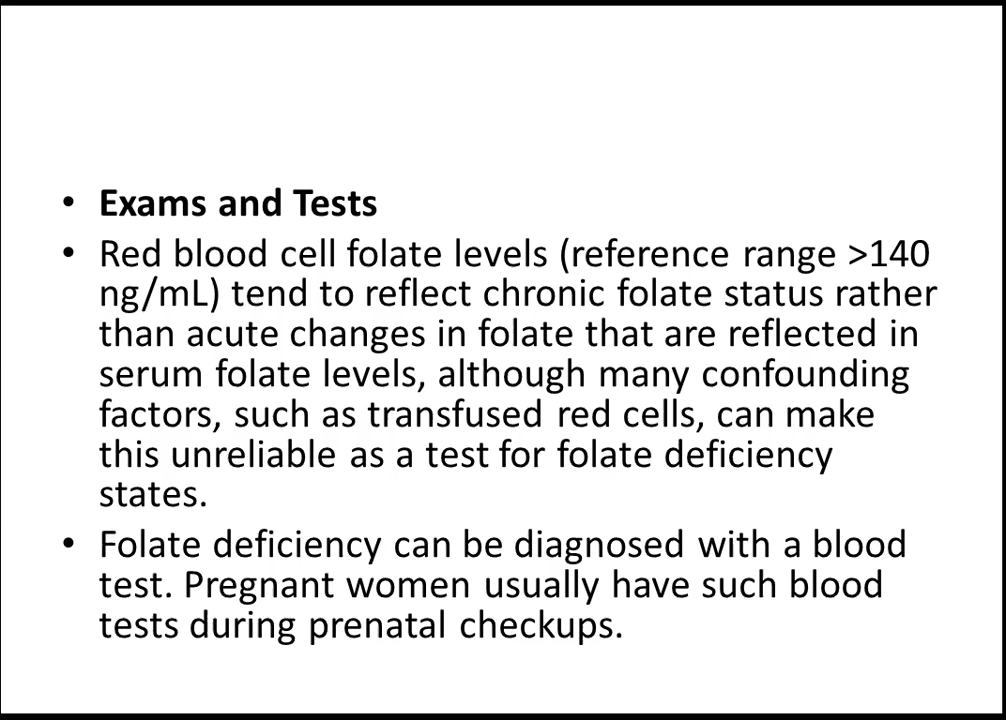 • Exams and Tests
• Red blood cell folate levels (reference range >140
ng/mL) tend to reflect chronic folate status rather
than acute changes in folate that are reflected in
serum folate levels, although many confounding
factors, such as transfused red cells, can make
this unreliable as a test for folate deficiency
states.
• Folate deficiency can be diagnosed with a blood
test. Pregnant women usually have such blood
tests during prenatal checkups.